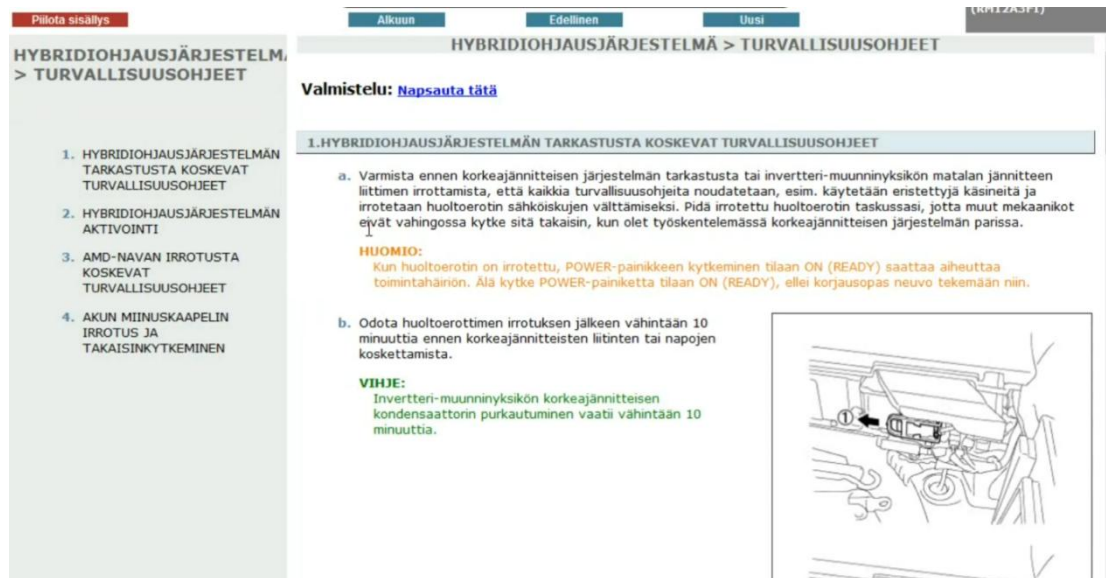 Piilota sisällys
Alkuun
Edellinen
Uusi
(RM12A5FI)
HYBRIDIOHJAUSJÄRJESTELMÄ
> TURVALLISUUSOHJEET
1. HYBRIDIOHJAUSJÄRJESTELMÄN
TARKASTUSTA KOSKEVAT
TURVALLISUUSOHJEET
2. HYBRIDIOHJAUSJÄRJESTELMÄN
AKTIVOINTI
3. AMD-NAVAN IRROTUSTA
KOSKEVAT
TURVALLISUUSOHJEET
4. AKUN MIINUSKAAPELIN
IRROTUS JA
TAKAISINKYTKEMINEN
HYBRIDIOHJAUSJÄRJESTELMÄ > TURVALLISUUSOHJEET
Valmistelu: Napsauta tätä
1.HYBRIDIOHJAUSJÄRJESTELMÄN TARKASTUSTA KOSKEVAT TURVALLISUUSOHJEET
a. Varmista ennen korkeajännitteisen järjestelmän tarkastusta tai invertteri-muunninyksikön matalan jännitteen
liittimen irrottamista, että kaikkia turvallisuusohjeita noudatetaan, esim. käytetään eristettyjä käsineitä ja
irrotetaan huoltoerotin sähköiskujen välttämiseksi. Pidä irrotettu huoltoerotin taskussasi, jotta muut mekaanikot
eivät vahingossa kytke sitä takaisin, kun olet työskentelemässä korkeajännitteisen järjestelmän parissa.
HUOMIO:
Kun huoltoerotin on irrotettu, POWER-painikkeen kytkeminen tilaan ON (READY) saattaa aiheuttaa
toimintahäiriön. Älä kytke POWER-painiketta tilaan ON (READY), ellei korjausopas neuvo tekemään niin.
b. Odota huoltoerottimen irrotuksen jälkeen vähintään 10
minuuttia ennen korkeajännitteisten liitinten tai napojen
koskettamista.
VIHJE:
Invertteri-muunninyksikön korkeajännitteisen
kondensaattorin purkautuminen vaatii vähintään 10
minuuttia.
1